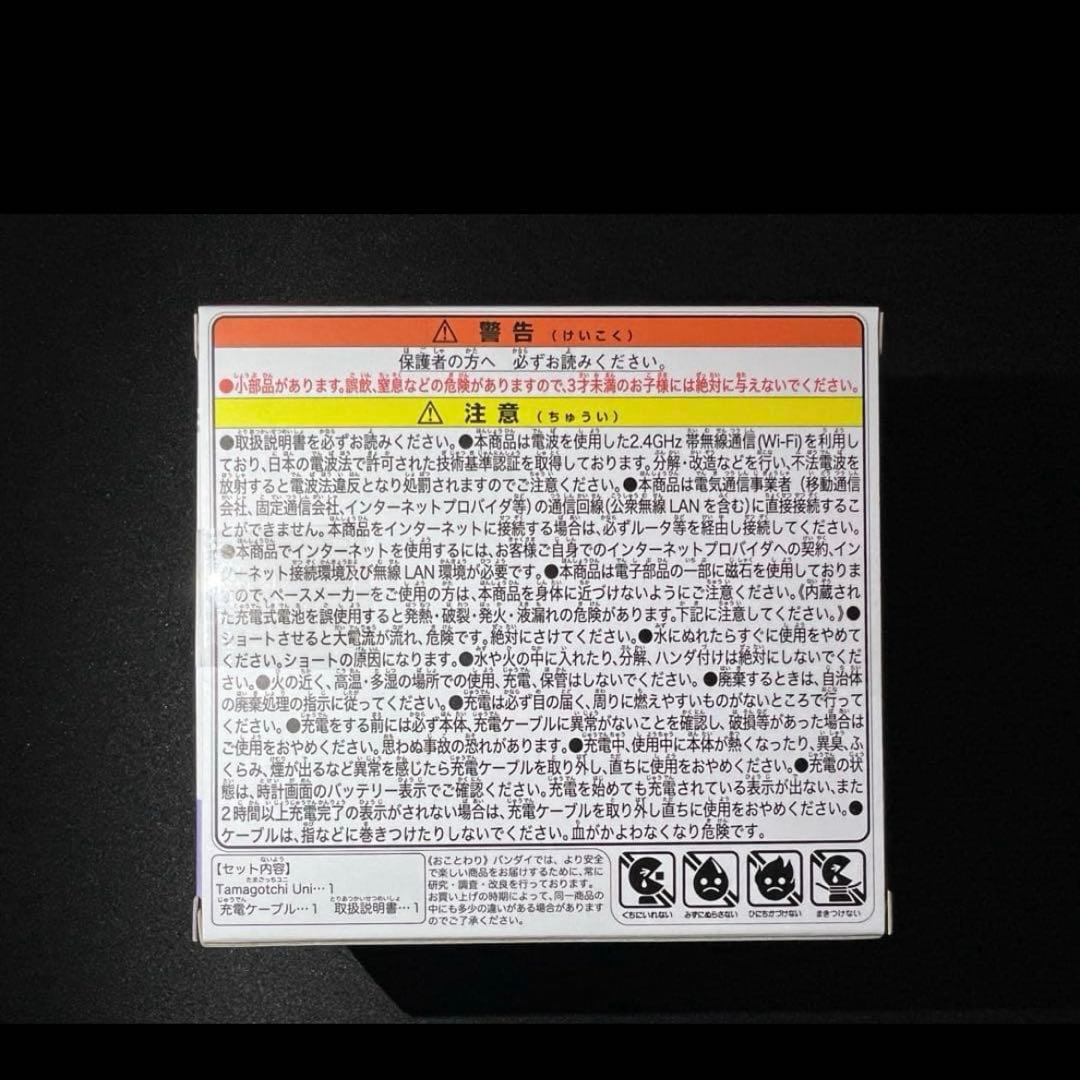 ⚠ 警告 (けいこく)
保護者の方へ 必ずお読みください。
●小部品があります。誤飲、窒息などの危険がありますので、3才未満のお子様には絶対に与えないでください。
⚠ 注意 (ちゅうい)
●取扱説明書を必ずお読みください。●本商品は電波を使用した2.4GHz 帯無線通信(Wi-Fi)を利用し
ており、日本の電波法で許可された技術基準認証を取得しております。分解・改造などを行い、不法電波を
放射すると電波法違反となり処罰されますのでご注意ください。●本商品は電気通信事業者 (移動通信
会社、固定通信会社、インターネットプロバイダ等)の通信回線(公衆無線LANを含む)に直接接続するこ
とができません。本商品をインターネットに接続する場合は、必ずルータ等を経由し接続してください。
●本商品でインターネットを使用するには、お客様ご自身でのインターネットプロバイダへの契約、イン
ターネット接続環境及び無線LAN環境が必要です。●本商品は電子部品の一部に磁石を使用しておりま
すので、ペースメーカーをご使用の方は、本商品を身体に近づけないようにご注意ください。《内蔵され
た充電式電池を誤使用すると発熱・破裂・発火・液漏れの危険があります。下記に注意してください。》●
ショートさせると大電流が流れ、危険です。絶対にさけてください。●水にぬれたらすぐに使用をやめて
ください。ショートの原因になります。●水や火の中に入れたり、分解、ハンダ付けは絶対にしないでくだ
さい。●火の近く、高温・多湿の場所での使用、充電、保管はしないでください。●廃棄するときは、自治体
の廃棄処理の指示に従ってください。●充電は必ず目の届く、周りに燃えやすいものがないところで行って
ください。●充電をする前には必ず本体、充電ケーブルに異常がないことを確認し、破損等があった場合は
ご使用をおやめください。思わぬ事故の恐れがあります。●充電中、使用中に本体が熱くなったり、異臭、ふ
くらみ、煙が出るなど異常を感じたら充電ケーブルを取り外し、直ちに使用をおやめください。●充電の状
態は、時計画面のバッテリー表示でご確認ください。充電を始めても充電されている表示が出ない、また
2時間以上充電完了の表示がされない場合は、充電ケーブルを取り外し直ちに使用をおやめください。●
ケーブルは、指などに巻きつけたりしないでください。血がかよわなくなり危険です。
【セット内容】
Tamagotchi Uni…1
充電ケーブル…1 取扱説明書…1
《おことわり》バンダイでは、より安全
で楽しい商品をお届けするために、常に
研究・調査・改良を行っております。
お買い上げの時期によって、同一商品の
中にも多少の違いがある場合があります
のでご了承ください。
くちにいれない みずにぬらさない ひにちかづけない まきつけない